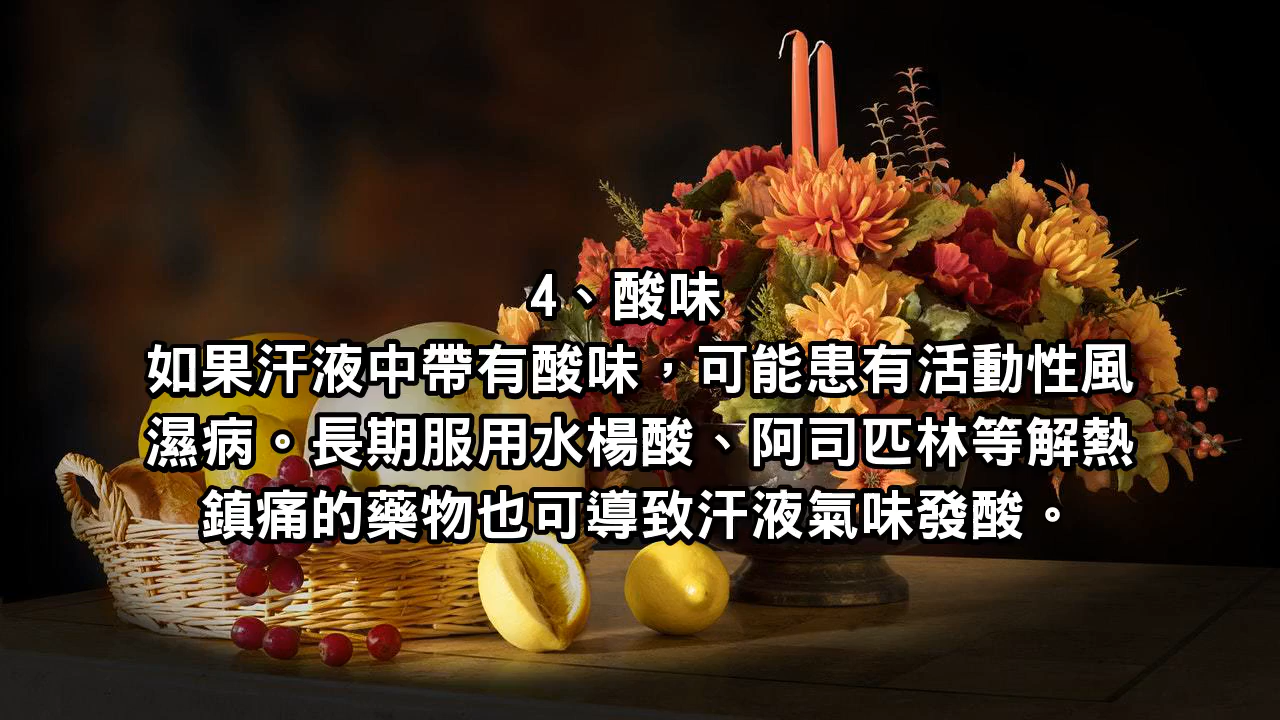 4、酸味
如果汗液中帶有酸味，可能患有活動性風
濕病。長期服用水楊酸、阿司匹林等解熱
鎮痛的藥物也可導致汗液氣味發酸。